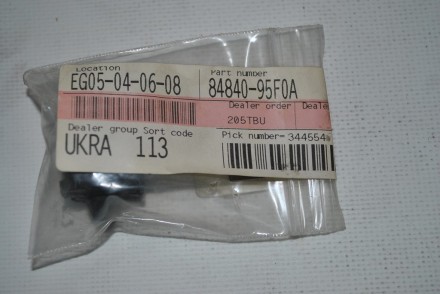 Location Part number
EG05-04-06-08 84840-95F0A
Dealer order Deale
205TBU
Dealer group Sort code Pick number= 344554
UKRA 113